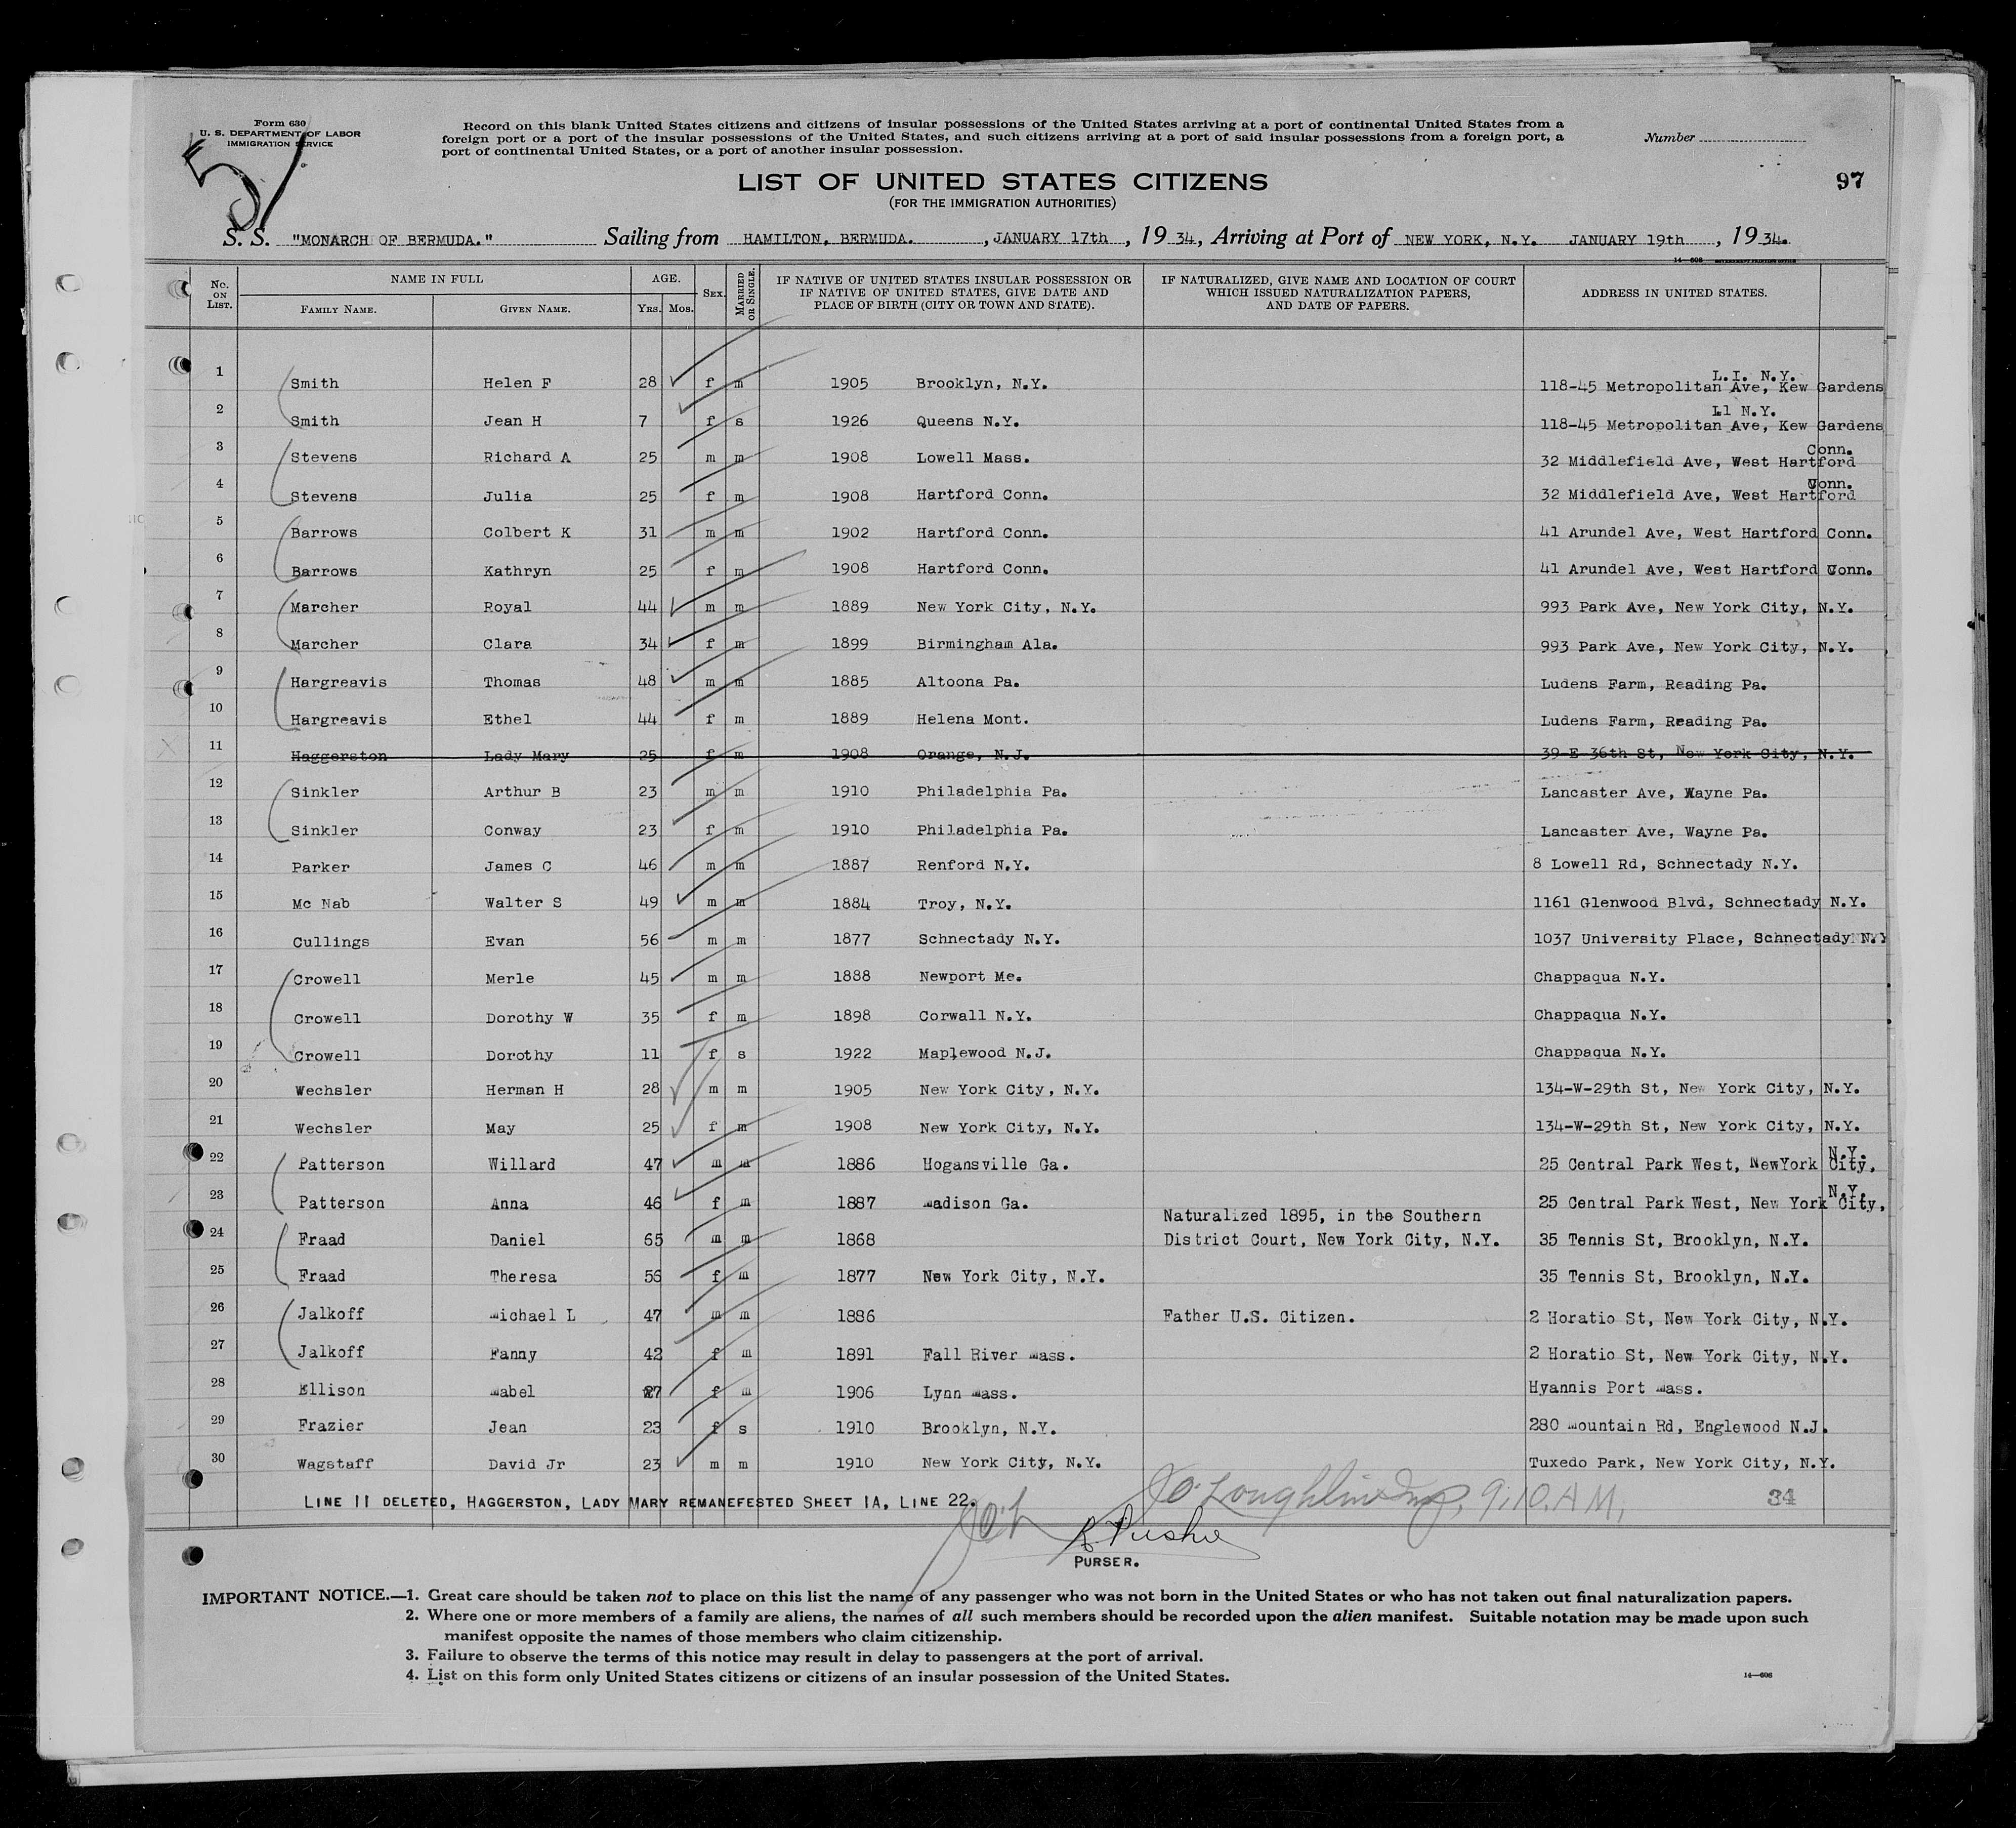 Form 630
U. S. DEPARTMENT OF LABOR
IMMIGRATION SERVICE
51
Record on this blank United States citizens and citizens of insular possessions of the United States arriving at a port of continental United States from a
foreign port or a port of the insular possessions of the United States, and such citizens arriving at a port of said insular possessions from a foreign port, a
port of continental United States, or a port of another insular possession.
Number
97
LIST OF UNITED STATES CITIZENS
(FOR THE IMMIGRATION AUTHORITIES)
S. S. "MONARCH OF BERMUDA." Sailing from HAMILTON, BERMUDA. , JANUARY 17th , 19 34, Arriving at Port of NEW YORK, N.Y. JANUARY 19th , 19 34.
14—608
No. ON LIST. NAME IN FULL FAMILY NAME. GIVEN NAME. AGE. YRS. MOS. SEX. MARRIED OR SINGLE. IF NATIVE OF UNITED STATES INSULAR POSSESSION OR IF NATIVE OF UNITED STATES, GIVE DATE AND PLACE OF BIRTH (CITY OR TOWN AND STATE). IF NATURALIZED, GIVE NAME AND LOCATION OF COURT WHICH ISSUED NATURALIZATION PAPERS, AND DATE OF PAPERS. ADDRESS IN UNITED STATES.
1 Smith Helen F 28 f m 1905 Brooklyn, N.Y. 118-45 Metropolitan Ave, Kew Gardens L.I. N.Y.
2 Smith Jean H 7 f s 1926 Queens N.Y. 118-45 Metropolitan Ave, Kew Gardens L1 N.Y.
3 Stevens Richard A 25 m m 1908 Lowell Mass. 32 Middlefield Ave, West Hartford Conn.
4 Stevens Julia 25 f m 1908 Hartford Conn. 32 Middlefield Ave, West Hartford Conn.
5 Barrows Colbert K 31 m m 1902 Hartford Conn. 41 Arundel Ave, West Hartford Conn.
6 Barrows Kathryn 25 f m 1908 Hartford Conn. 41 Arundel Ave, West Hartford Conn.
7 Marcher Royal 44 m m 1889 New York City, N.Y. 993 Park Ave, New York City, N.Y.
8 Marcher Clara 34 f m 1899 Birmingham Ala. 993 Park Ave, New York City, N.Y.
9 Hargreavis Thomas 48 m m 1885 Altoona Pa. Ludens Farm, Reading Pa.
10 Hargreavis Ethel 44 f m 1889 Helena Mont. Ludens Farm, Reading Pa.
11 Haggerston Lady Mary 25 f m 1908 Orange, N.J. 39-E-36th St, New York City, N.Y.
12 Sinkler Arthur B 23 m m 1910 Philadelphia Pa. Lancaster Ave, Wayne Pa.
13 Sinkler Conway 23 f m 1910 Philadelphia Pa. Lancaster Ave, Wayne Pa.
14 Parker James C 46 m m 1887 Renford N.Y. 8 Lowell Rd, Schnectady N.Y.
15 Mc Nab Walter S 49 m m 1884 Troy, N.Y. 1161 Glenwood Blvd, Schnectady N.Y.
16 Cullings Evan 56 m m 1877 Schnectady N.Y. 1037 University Place, Schnectady N.Y
17 Crowell Merle 45 m m 1888 Newport Me. Chappaqua N.Y.
18 Crowell Dorothy W 35 f m 1898 Corwall N.Y. Chappaqua N.Y.
19 Crowell Dorothy 11 f s 1922 Maplewood N.J. Chappaqua N.Y.
20 Wechsler Herman H 28 m m 1905 New York City, N.Y. 134-W-29th St, New York City, N.Y.
21 Wechsler May 25 f m 1908 New York City, N.Y. 134-W-29th St, New York City, N.Y.
22 Patterson Willard 47 m m 1886 Hogansville Ga. 25 Central Park West, NewYork City, N.Y.
23 Patterson Anna 46 f m 1887 Madison Ga. 25 Central Park West, New York City, N.Y.
24 Fraad Daniel 65 m m 1868 Naturalized 1895, in the Southern District Court, New York City, N.Y. 35 Tennis St, Brooklyn, N.Y.
25 Fraad Theresa 56 f m 1877 New York City, N.Y. 35 Tennis St, Brooklyn, N.Y.
26 Jalkoff Michael L 47 m m 1886 Father U.S. Citizen. 2 Horatio St, New York City, N.Y.
27 Jalkoff Fanny 42 f m 1891 Fall River Mass. 2 Horatio St, New York City, N.Y.
28 Ellison Mabel 27 f m 1906 Lynn Mass. Hyannis Port Mass.
29 Frazier Jean 23 f s 1910 Brooklyn, N.Y. 280 Mountain Rd, Englewood N.J.
30 Wagstaff David Jr 23 m m 1910 New York City, N.Y. Tuxedo Park, New York City, N.Y.
LINE 11 DELETED, HAGGERSTON, LADY MARY REMANEFESTED SHEET 1A, LINE 22.
JO'Loughlin Insp. 9:10.A M,
34
PURSER.
IMPORTANT NOTICE.—1. Great care should be taken not to place on this list the name of any passenger who was not born in the United States or who has not taken out final naturalization papers.
2. Where one or more members of a family are aliens, the names of all such members should be recorded upon the alien manifest. Suitable notation may be made upon such
manifest opposite the names of those members who claim citizenship.
3. Failure to observe the terms of this notice may result in delay to passengers at the port of arrival.
4. List on this form only United States citizens or citizens of an insular possession of the United States.
14—608